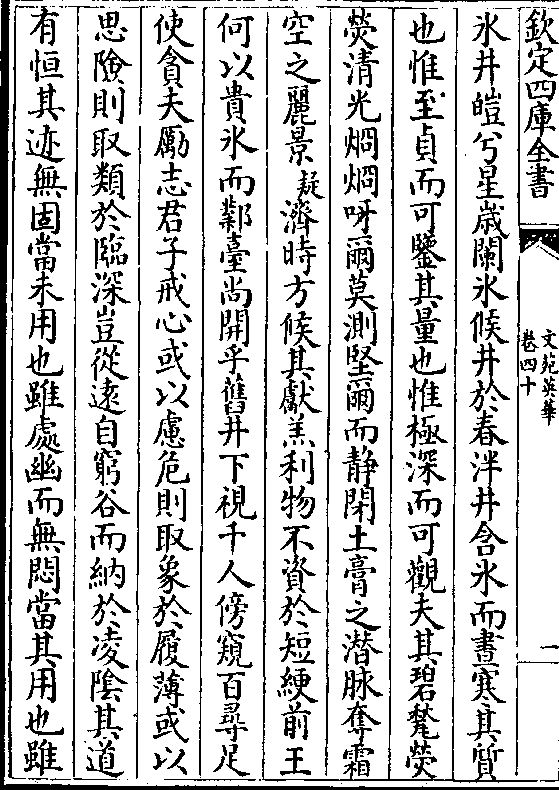 欽定四庫全書
文苑英華
卷四十
一
氷井皚兮星歳闌氷候井於春泮井含氷而晝寒其質
也惟至貞而可鑒其量也惟極深而可觀夫其碧甃熒
熒清光烱烱呀爾莫測堅爾而静閉土膏之潛脉奪霜
空之麗景疑濟時方候其獻羔利物不資於短綆前王
何以貴氷而鄴臺尚開乎舊井下視千人傍窺百尋足
使貪夫勵志君子戒心或以慮危則取象於履薄或以
思險則取類於臨深豈從遠自窮谷而納於凌陰其道
有恒其迹無固當未用也雖處幽而無悶當其用也雖